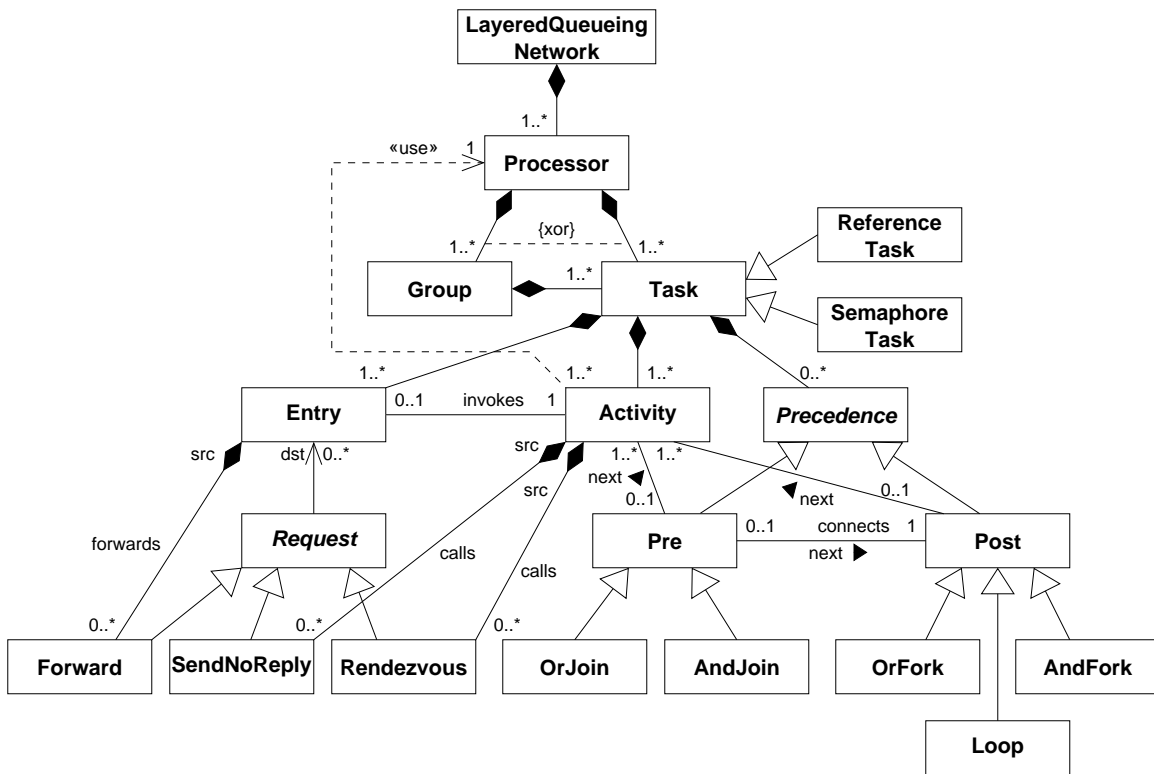 LayeredQueueing
Network
1..*
«use»
1
Processor
{xor}
1..*
1..*
Reference
Task
Group
1..*
Task
Semaphore
Task
1..*
1..*
1..*
0..*
Entry
0..1
invokes
1
Activity
Precedence
src
dst
0..*
src
src
1..*
1..*
next
0..1
next
0..1
forwards
Request
calls
calls
Pre
0..1
connects
1
next
Post
0..*
0..*
0..*
Forward
SendNoReply
Rendezvous
OrJoin
AndJoin
OrFork
AndFork
Loop